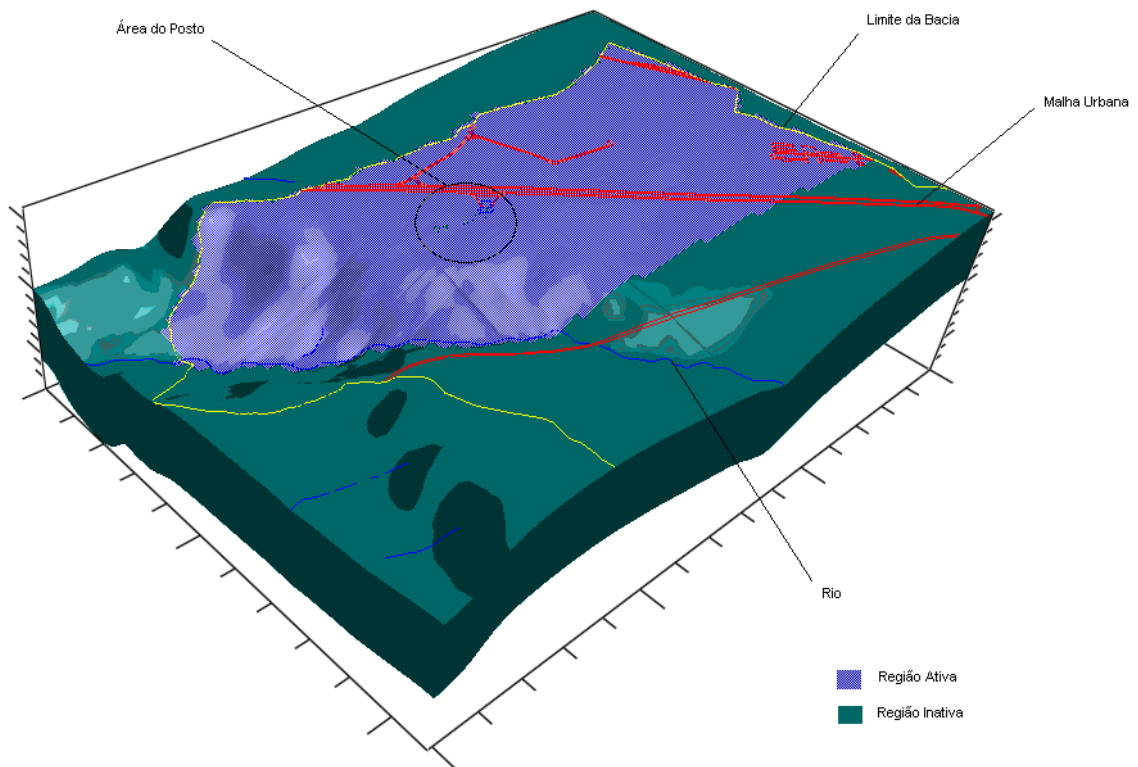 Área do Posto
Limite da Bacia
Malha Urbana
Rio
Região Ativa
Região Inativa